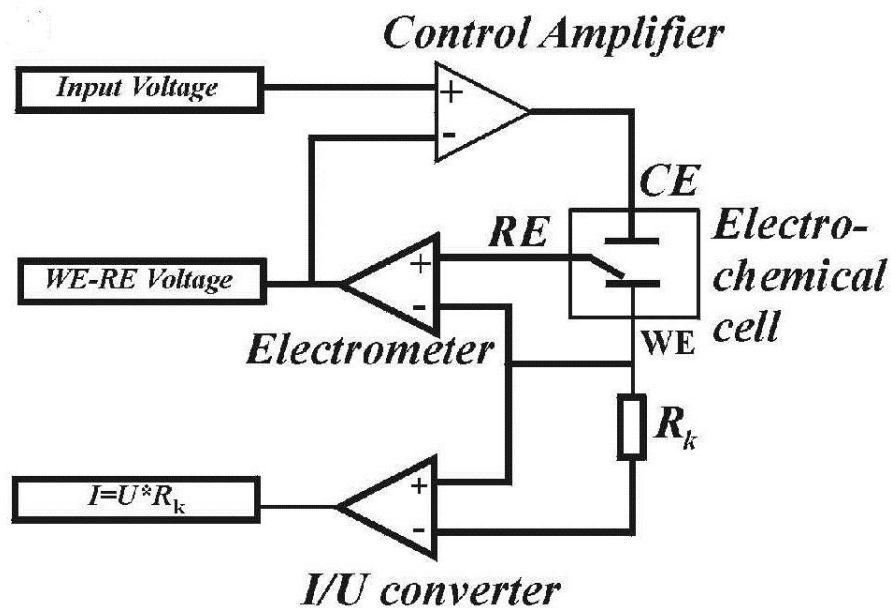 Control Amplifier
Input Voltage
+
-
CE
RE
Electro-
chemical
cell
WE-RE Voltage
+
-
WE
Electrometer
R_k
I=U*R_k
+
-
I/U converter